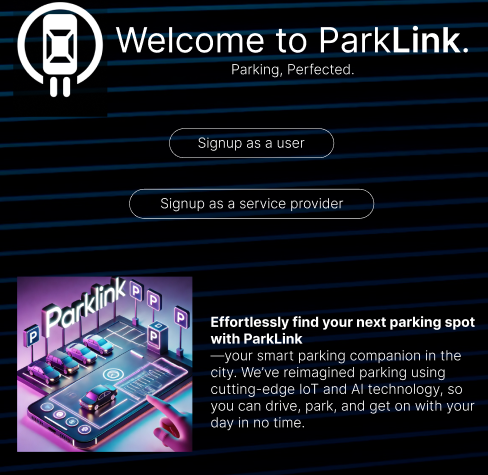 Welcome to ParkLink.
Parking, Perfected.
Signup as a user
Signup as a service provider
Parklink
P P P P P
Effortlessly find your next parking spot
with ParkLink
—your smart parking companion in the
city. We’ve reimagined parking using
cutting-edge IoT and AI technology, so
you can drive, park, and get on with your
day in no time.